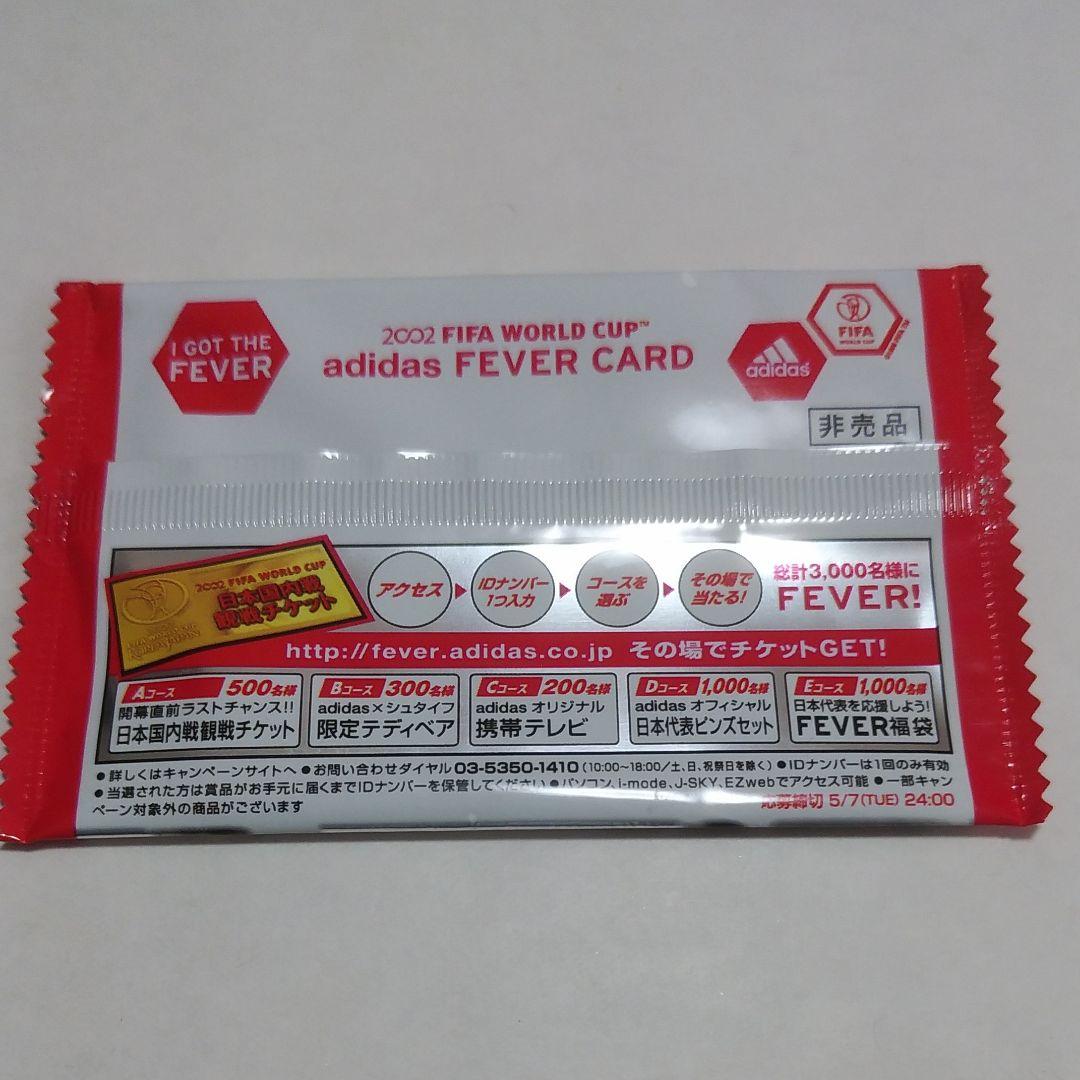 I GOT THE
FEVER
2002 FIFA WORLD CUP™
adidas FEVER CARD
adidas
FIFA
WORLD CUP
非売品
2002 FIFA WORLD CUP
日本国内戦
観戦チケット
アクセス
IDナンバー
1つ入力
コースを
選ぶ
その場で
当たる!
総計3,000名様に
FEVER!
http://fever.adidas.co.jp その場でチケットGET!
Aコース 500名様
開幕直前ラストチャンス!!
日本国内戦観戦チケット
Bコース 300名様
adidas×シュタイフ
限定テディベア
Cコース 200名様
adidas オリジナル
携帯テレビ
Dコース 1,000名様
adidas オフィシャル
日本代表ピンズセット
Eコース 1,000名様
日本代表を応援しよう!
FEVER福袋
●詳しくはキャンペーンサイトへ ●お問い合わせダイヤル 03-5350-1410 (10:00~18:00/土、日、祝祭日を除く) ●IDナンバーは1回のみ有効
●当選された方は賞品がお手元に届くまでIDナンバーを保管してください ●パソコン、i-mode、J-SKY、EZwebでアクセス可能 ●一部キャン
ペーン対象外の商品がございます
応募締切 5/7(TUE) 24:00